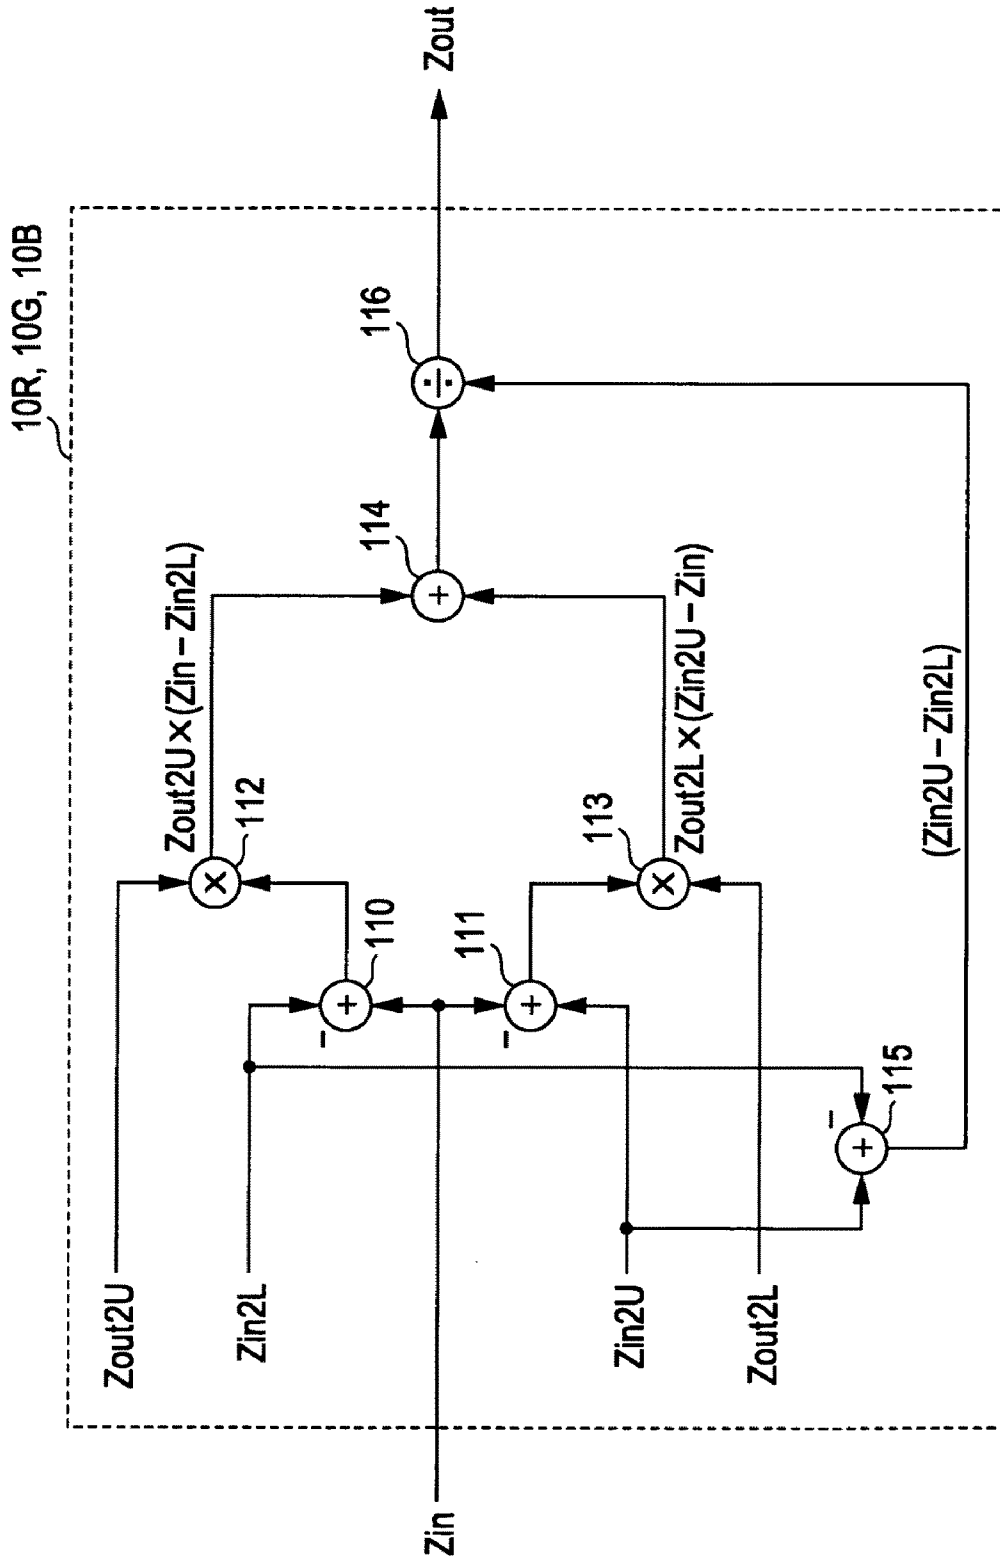 10R, 10G, 10B
Zout2U
Zout2U×(Zin−Zin2L)
112
Zin2L
−
+
110
×
114
+
116
÷
Zout
Zin
−
+
111
113
×
Zout2L×(Zin2U−Zin)
Zin2U
Zout2L
−
+
115
(Zin2U−Zin2L)